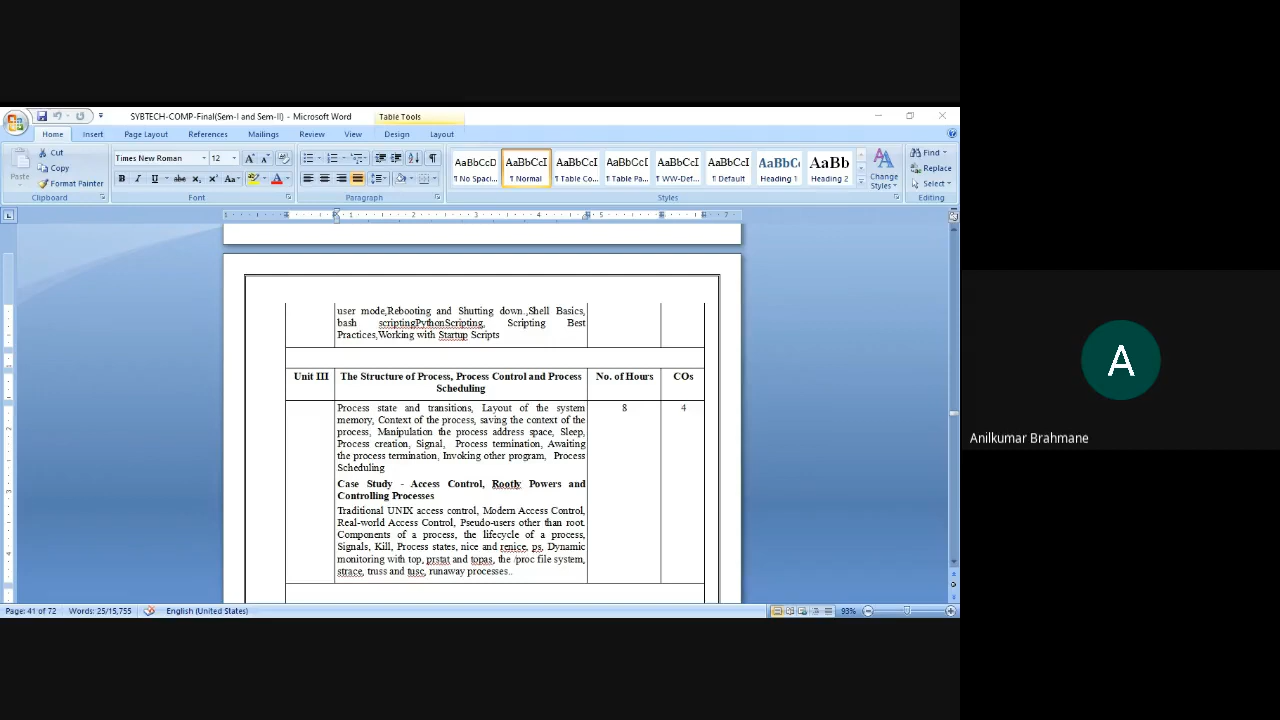 SYBTECH-COMP-Final(Sem-I and Sem-II) - Microsoft Word
Table Tools
Home Insert Page Layout References Mailings Review View Design Layout
Paste
Cut
Copy
Format Painter
Clipboard
Times New Roman 12
Font
Paragraph
AaBbCcD AaBbCcI AaBbCcI AaBbCcI AaBbCcI AaBbCcI AaBbCc AaBb
¶ No Spaci... ¶ Normal ¶ Table Co... ¶ Table Pa... ¶ WW-Def... ¶ Default Heading 1 Heading 2
Change Styles
Styles
Find
Replace
Select
Editing
user mode,Rebooting and Shutting down.,Shell Basics,
bash scriptingPythonScripting, Scripting Best
Practices,Working with Startup Scripts
Unit III The Structure of Process, Process Control and Process No. of Hours COs
Scheduling
Process state and transitions, Layout of the system 8 4
memory, Context of the process, saving the context of the
process, Manipulation the process address space, Sleep,
Process creation, Signal, Process termination, Awaiting
the process termination, Invoking other program, Process
Scheduling
Case Study - Access Control, Rootly Powers and
Controlling Processes
Traditional UNIX access control, Modern Access Control,
Real-world Access Control, Pseudo-users other than root.
Components of a process, the lifecycle of a process,
Signals, Kill, Process states, nice and renice, ps, Dynamic
monitoring with top, prstat and topas, the /proc file system,
strace, truss and tusc, runaway processes..
Page: 41 of 72 Words: 25/15,755 English (United States) 93%
A
Anilkumar Brahmane